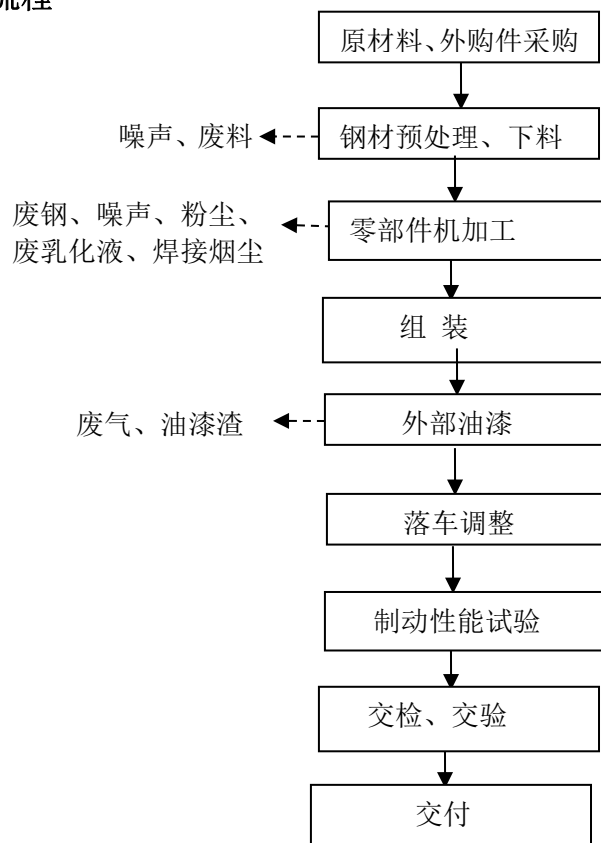 流程
原材料、外购件采购
噪声、废料
钢材预处理、下料
废钢、噪声、粉尘、
废乳化液、焊接烟尘
零部件机加工
组 装
废气、油漆渣
外部油漆
落车调整
制动性能试验
交检、交验
交付